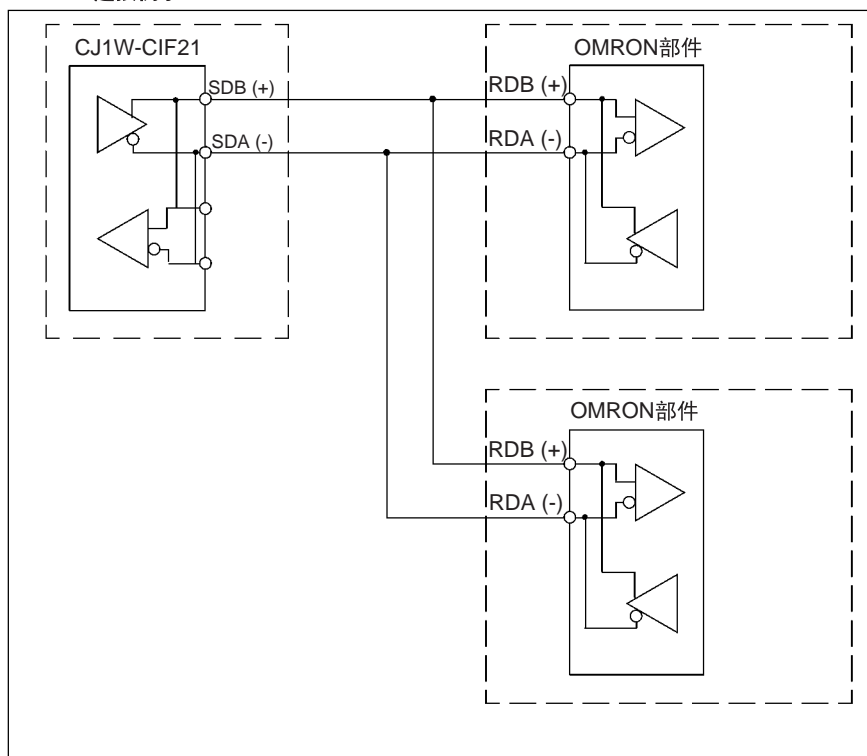 CJ1W-CIF21
OMRON部件
SDB (+)
RDB (+)
SDA (-)
RDA (-)
OMRON部件
RDB (+)
RDA (-)